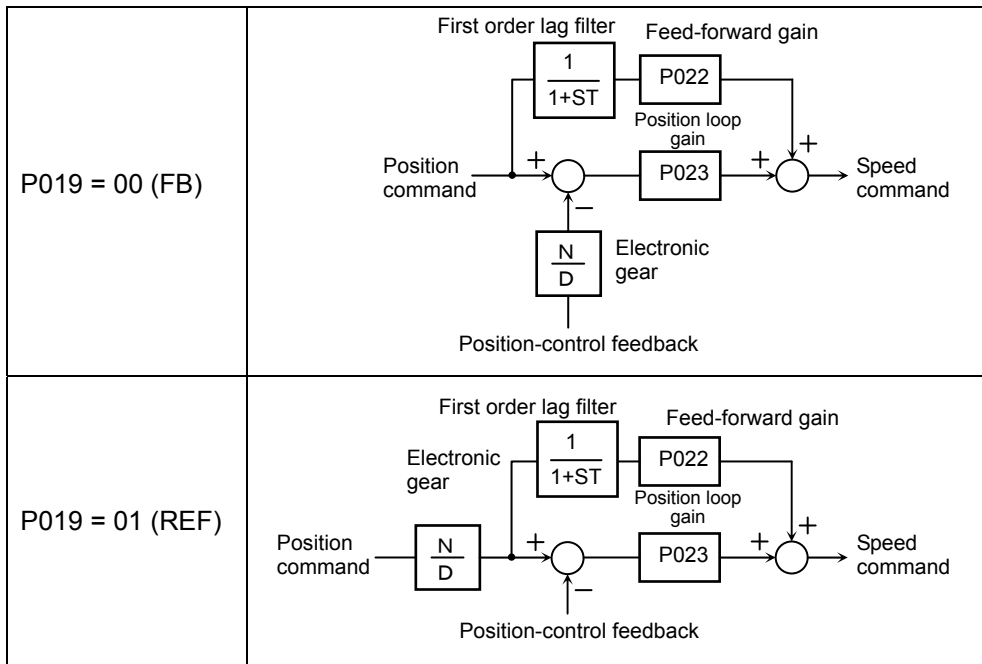 P019 = 00 (FB)
First order lag filter
Feed-forward gain
1
1+ST
P022
Position loop
gain
Position
command
+
P023
+
+
Speed
command
−
N
D
Electronic
gear
Position-control feedback
P019 = 01 (REF)
First order lag filter
Feed-forward gain
Electronic
gear
1
1+ST
P022
Position loop
gain
Position
command
N
D
+
P023
+
+
Speed
command
−
Position-control feedback